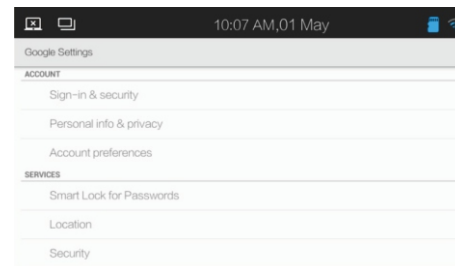 10:07 AM,01 May
Google Settings
ACCOUNT
Sign-in & security
Personal info & privacy
Account preferences
SERVICES
Smart Lock for Passwords
Location
Security